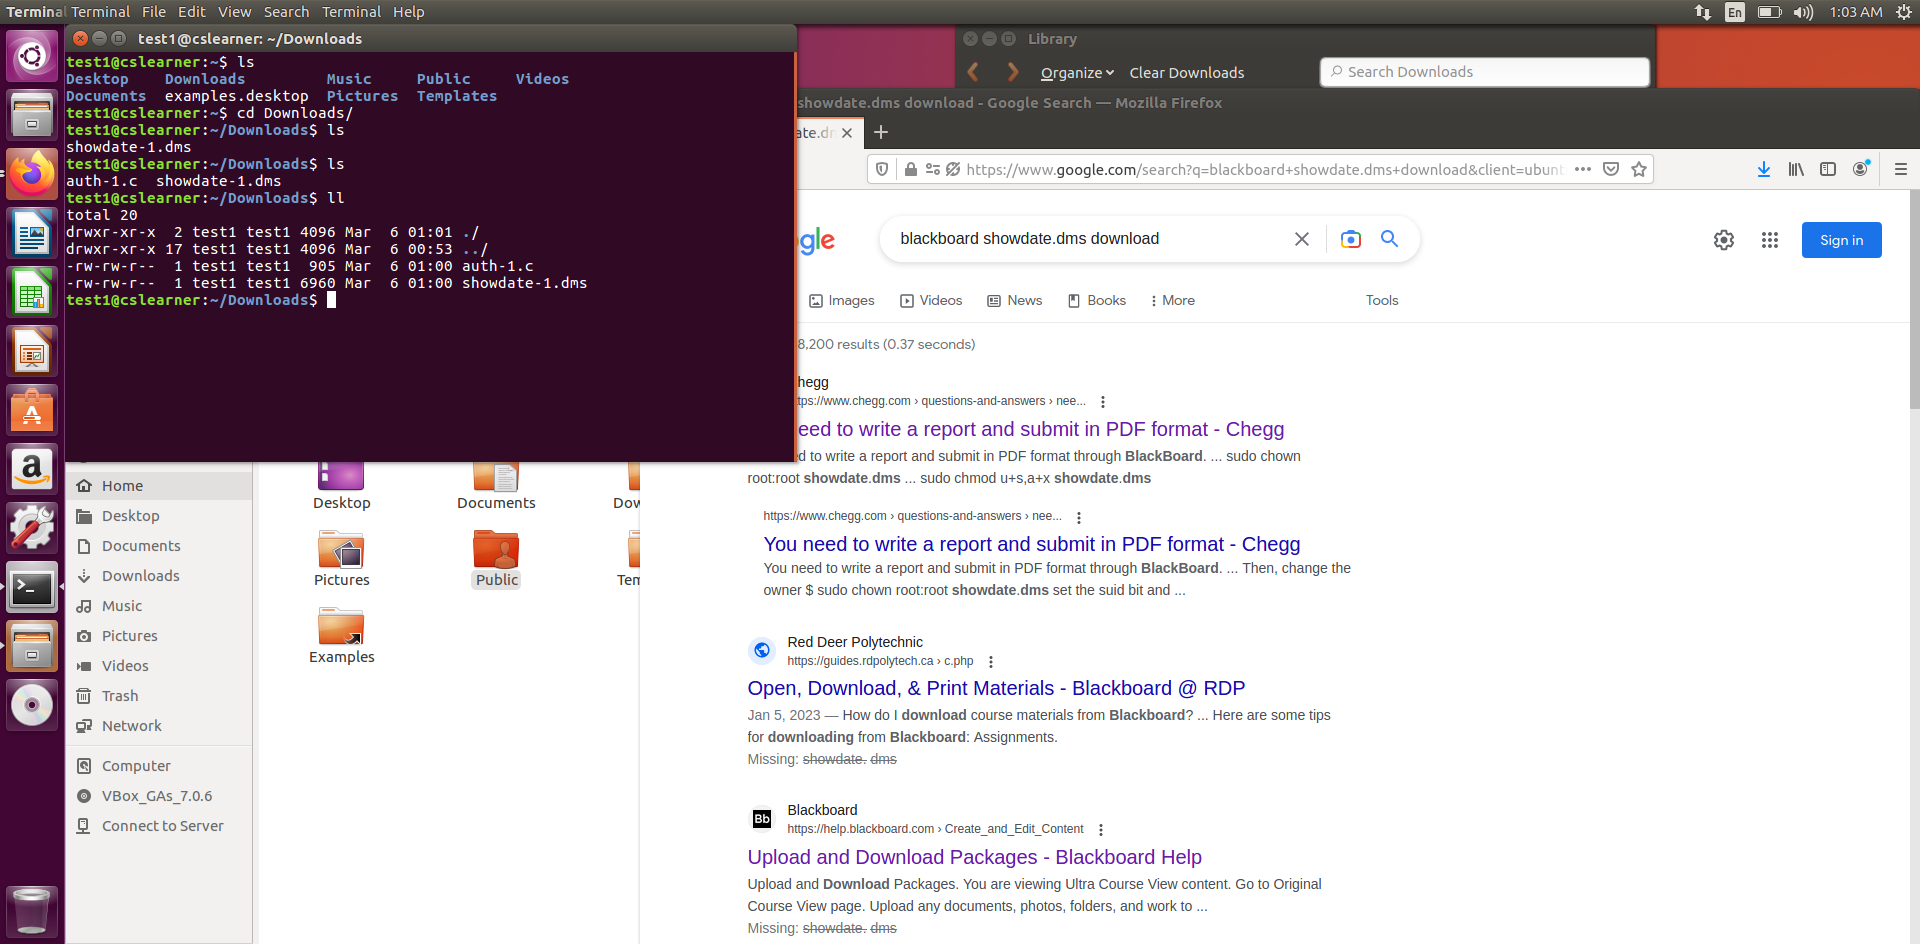 Terminal Terminal File Edit View Search Terminal Help
En 1:03 AM
test1@cslearner: ~/Downloads
test1@cslearner:~$ ls
Desktop Downloads Music Public Videos
Documents examples.desktop Pictures Templates
test1@cslearner:~$ cd Downloads/
test1@cslearner:~/Downloads$ ls
showdate-1.dms
test1@cslearner:~/Downloads$ ls
auth-1.c showdate-1.dms
test1@cslearner:~/Downloads$ ll
total 20
drwxr-xr-x 2 test1 test1 4096 Mar 6 01:01 ./
drwxr-xr-x 17 test1 test1 4096 Mar 6 00:53 ../
-rw-rw-r-- 1 test1 test1 905 Mar 6 01:00 auth-1.c
-rw-rw-r-- 1 test1 test1 6960 Mar 6 01:00 showdate-1.dms
test1@cslearner:~/Downloads$
Library
Organize Clear Downloads Search Downloads
showdate.dms download - Google Search — Mozilla Firefox
ate.d
https://www.google.com/search?q=blackboard+showdate.dms+download&client=ubunt
gle
blackboard showdate.dms download
Sign in
Images Videos News Books More Tools
8,200 results (0.37 seconds)
hegg
tps://www.chegg.com › questions-and-answers › nee...
eed to write a report and submit in PDF format - Chegg
d to write a report and submit in PDF format through BlackBoard. ... sudo chown
root:root showdate.dms ... sudo chmod u+s,a+x showdate.dms
https://www.chegg.com › questions-and-answers › nee...
You need to write a report and submit in PDF format - Chegg
You need to write a report and submit in PDF format through BlackBoard. ... Then, change the
owner $ sudo chown root:root showdate.dms set the suid bit and ...
Red Deer Polytechnic
https://guides.rdpolytech.ca › c.php
Open, Download, & Print Materials - Blackboard @ RDP
Jan 5, 2023 — How do I download course materials from Blackboard? ... Here are some tips
for downloading from Blackboard: Assignments.
Missing: showdate. dms
Bb
Blackboard
https://help.blackboard.com › Create_and_Edit_Content
Upload and Download Packages - Blackboard Help
Upload and Download Packages. You are viewing Ultra Course View content. Go to Original
Course View page. Upload any documents, photos, folders, and work to ...
Missing: showdate. dms
Home
Desktop
Documents
Downloads
Music
Pictures
Videos
Trash
Network
Computer
VBox_GAs_7.0.6
Connect to Server
Desktop Documents Dow
Pictures Public Tem
Examples